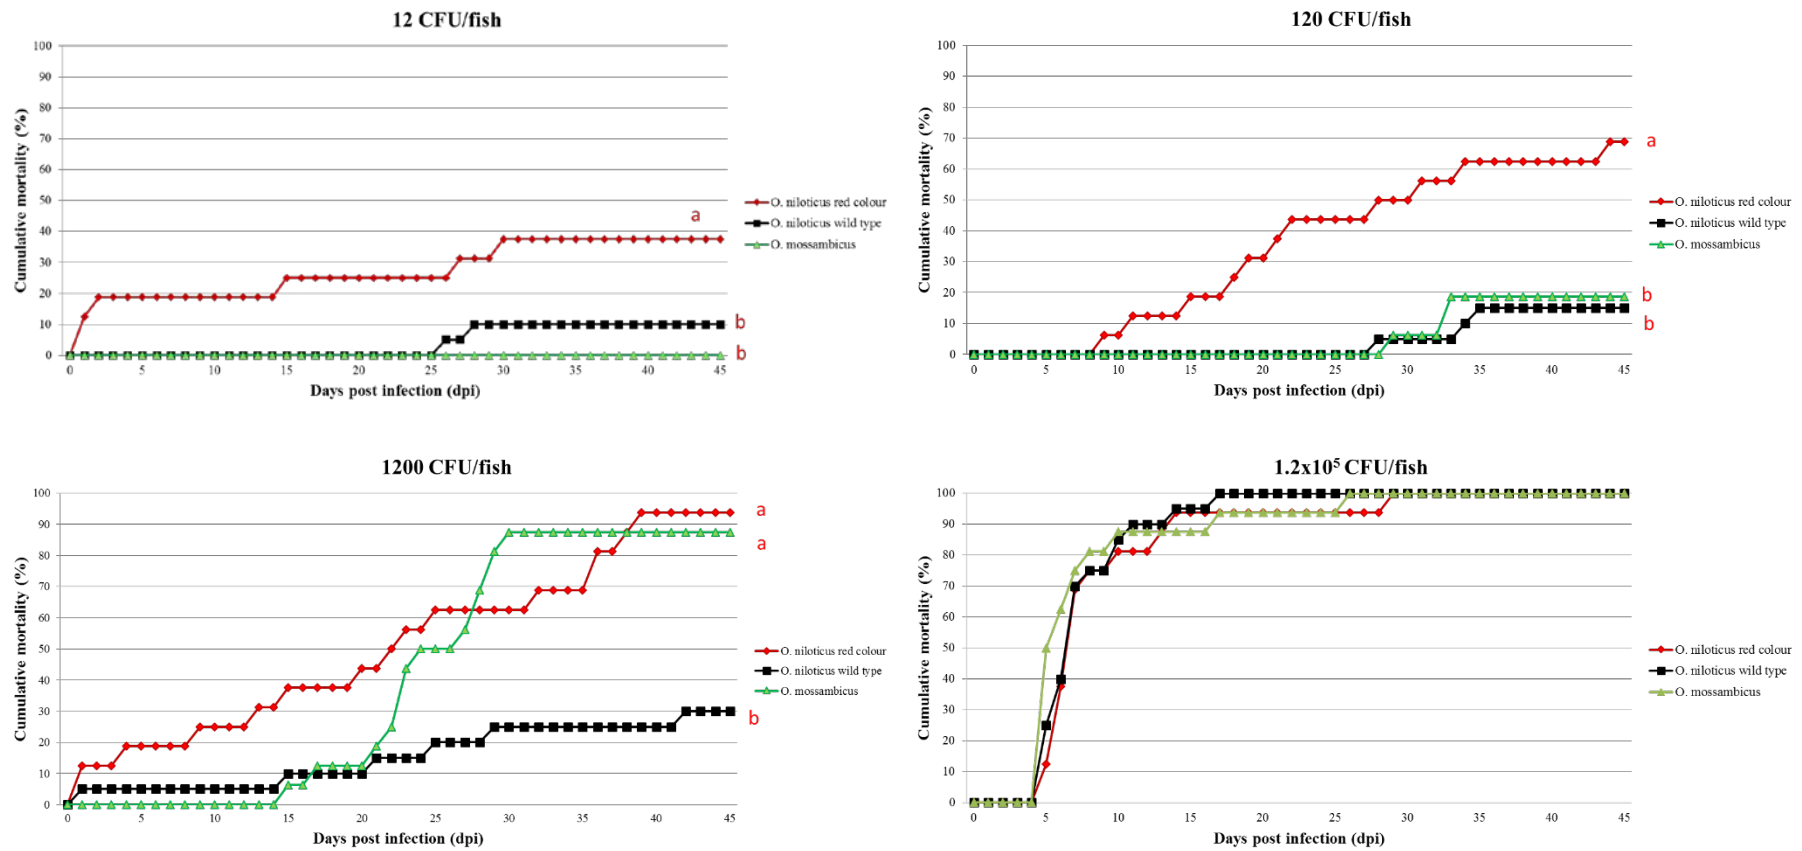 12 CFU/fish
Cumulative mortality (%)
100
90
80
70
60
50
40
30
20
10
0
0 5 10 15 20 25 30 35 40 45
Days post infection (dpi)
a
b
b
O. niloticus red colour
O. niloticus wild type
O. mossambicus
120 CFU/fish
Cumulative mortality (%)
100
90
80
70
60
50
40
30
20
10
0
0 5 10 15 20 25 30 35 40 45
Days post infection (dpi)
a
b
b
O. niloticus red colour
O. niloticus wild type
O. mossambicus
1200 CFU/fish
Cumulative mortality (%)
100
90
80
70
60
50
40
30
20
10
0
0 5 10 15 20 25 30 35 40 45
Days post infection (dpi)
a
a
b
O. niloticus red colour
O. niloticus wild type
O. mossambicus
1.2x10⁵ CFU/fish
Cumulative mortality (%)
100
90
80
70
60
50
40
30
20
10
0
0 5 10 15 20 25 30 35 40 45
Days post infection (dpi)
O. niloticus red colour
O. niloticus wild type
O. mossambicus